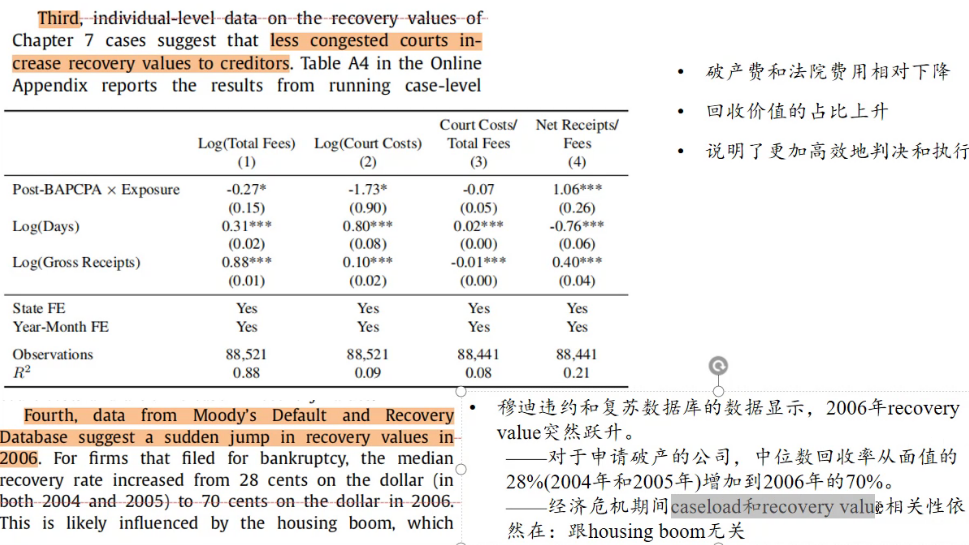 Third, individual-level data on the recovery values of
Chapter 7 cases suggest that less congested courts in-
crease recovery values to creditors. Table A4 in the Online
Appendix reports the results from running case-level
Log(Total Fees) Log(Court Costs) Court Costs/ Total Fees Net Receipts/ Fees
(1) (2) (3) (4)
Post-BAPCPA × Exposure -0.27* -1.73* -0.07 1.06***
(0.15) (0.90) (0.05) (0.26)
Log(Days) 0.31*** 0.80*** 0.02*** -0.76***
(0.02) (0.08) (0.00) (0.06)
Log(Gross Receipts) 0.88*** 0.10*** -0.01*** 0.40***
(0.01) (0.02) (0.00) (0.04)
State FE Yes Yes Yes Yes
Year-Month FE Yes Yes Yes Yes
Observations 88,521 88,521 88,441 88,441
R² 0.88 0.09 0.08 0.21
• 破产费和法院费用相对下降
• 回收价值的占比上升
• 说明了更加高效地判决和执行
Fourth, data from Moody's Default and Recovery
Database suggest a sudden jump in recovery values in
2006. For firms that filed for bankruptcy, the median
recovery rate increased from 28 cents on the dollar (in
both 2004 and 2005) to 70 cents on the dollar in 2006.
This is likely influenced by the housing boom, which
• 穆迪违约和复苏数据库的数据显示，2006年recovery
value突然跃升。
——对于申请破产的公司，中位数回收率从面值的
28%(2004年和2005年)增加到2006年的70%。
——经济危机期间caseload和recovery value相关性依
然在：跟housing boom无关